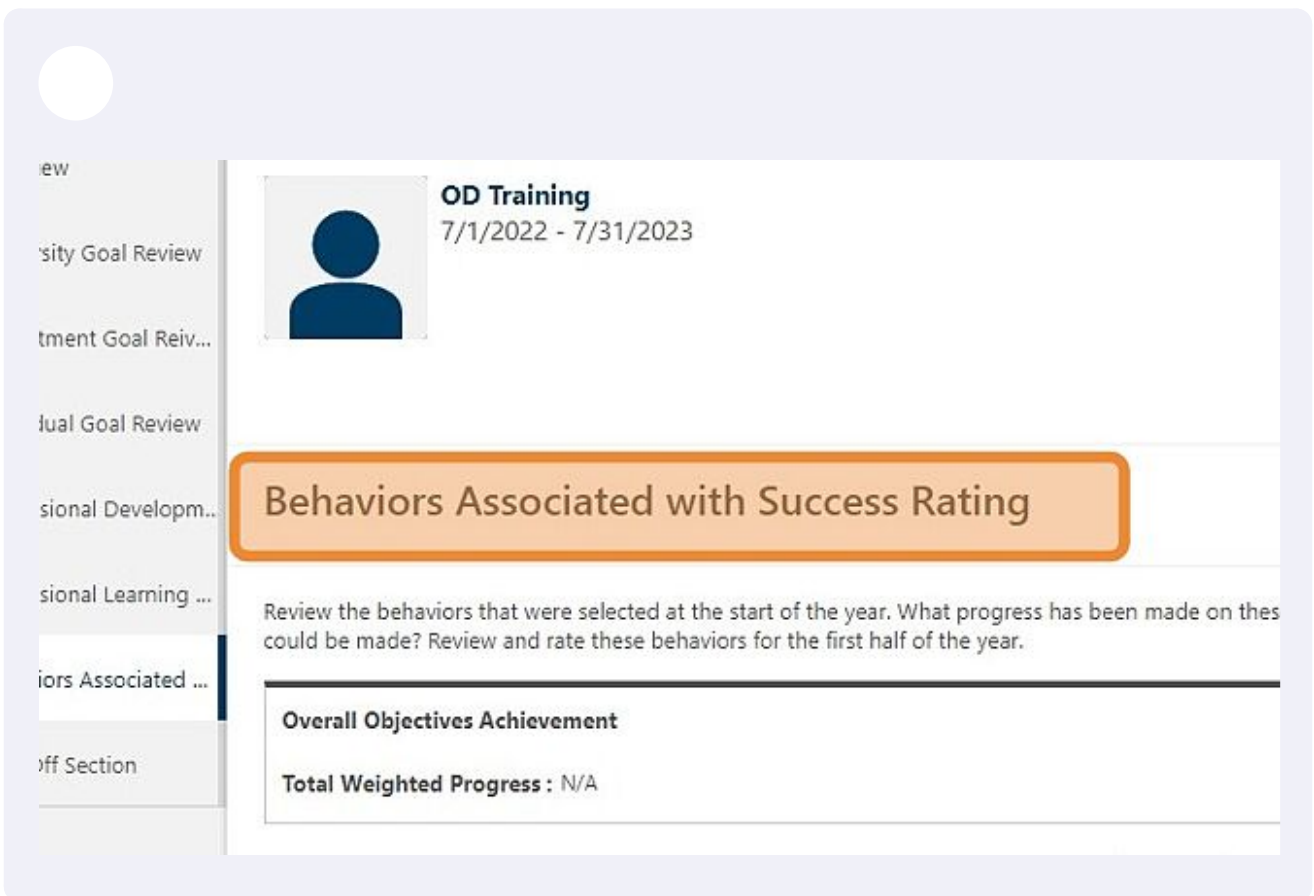 ew
OD Training
7/1/2022 - 7/31/2023
rsity Goal Review
tment Goal Reiv...
dual Goal Review
Behaviors Associated with Success Rating
sional Developm..
sional Learning ...
Review the behaviors that were selected at the start of the year. What progress has been made on thes
could be made? Review and rate these behaviors for the first half of the year.
iors Associated ...
Overall Objectives Achievement
Off Section
Total Weighted Progress : N/A